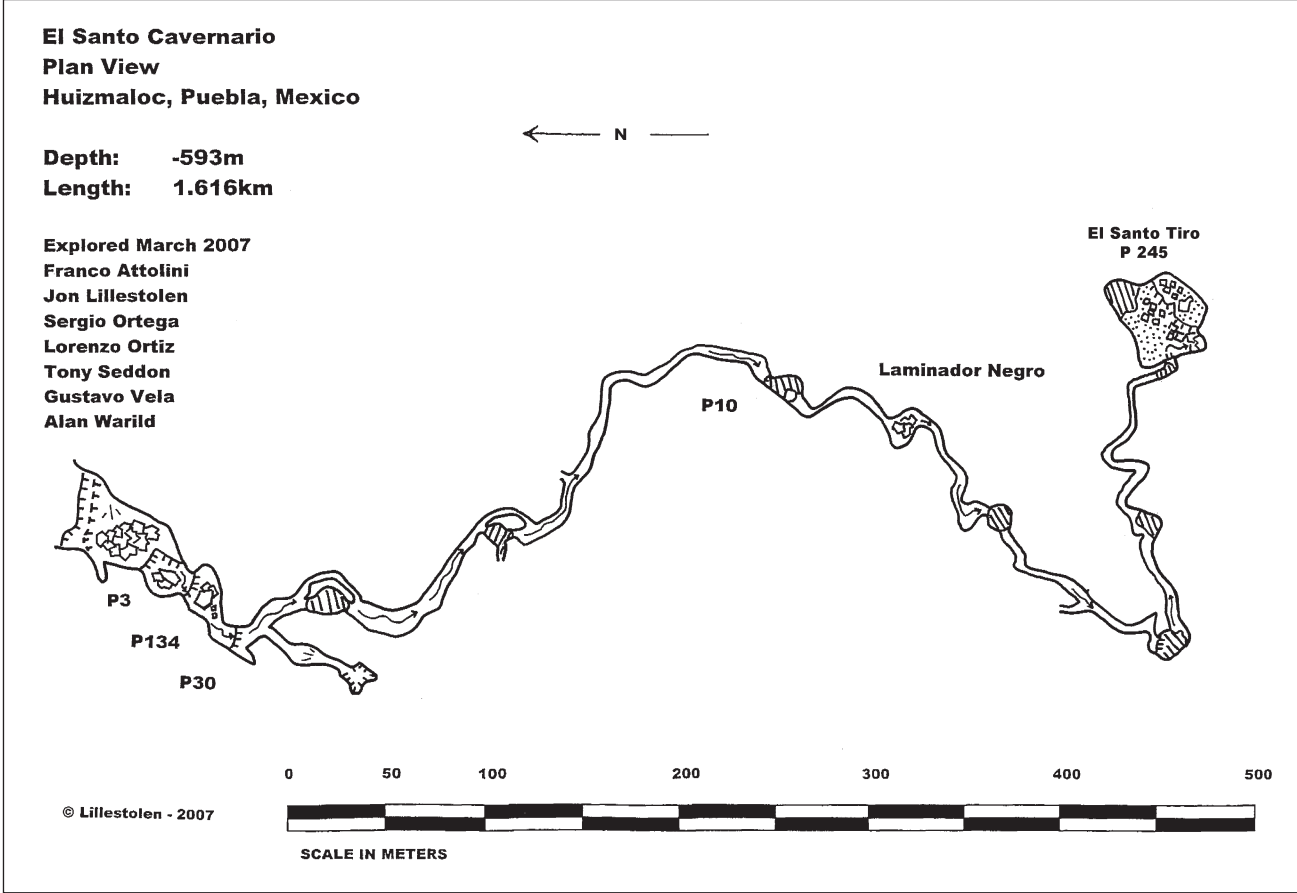 El Santo Cavernario
Plan View
Huizmaloc, Puebla, Mexico
N
Depth: -593m
Length: 1.616km
Explored March 2007
Franco Attolini
Jon Lillestolen
Sergio Ortega
Lorenzo Ortiz
Tony Seddon
Gustavo Vela
Alan Warild
El Santo Tiro
P 245
Laminador Negro
P10
P3
P134
P30
0 50 100 200 300 400 500
© Lillestolen - 2007
SCALE IN METERS